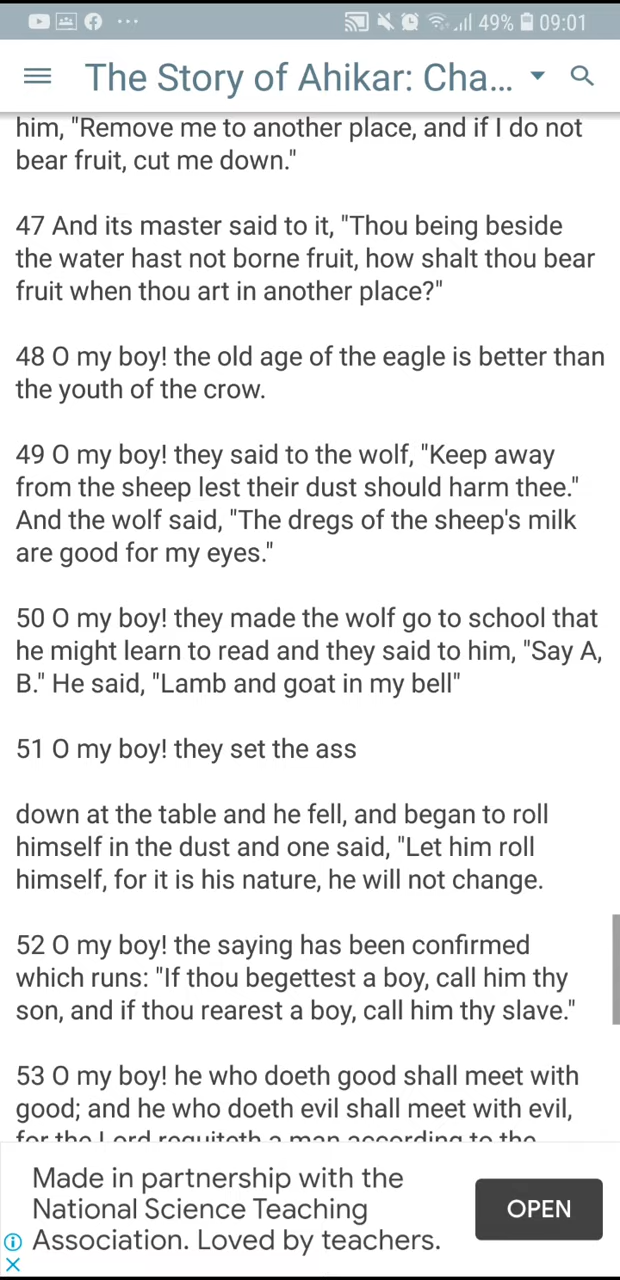 49% 09:01
The Story of Ahikar: Cha...
him, "Remove me to another place, and if I do not
bear fruit, cut me down."
47 And its master said to it, "Thou being beside
the water hast not borne fruit, how shalt thou bear
fruit when thou art in another place?"
48 O my boy! the old age of the eagle is better than
the youth of the crow.
49 O my boy! they said to the wolf, "Keep away
from the sheep lest their dust should harm thee."
And the wolf said, "The dregs of the sheep's milk
are good for my eyes."
50 O my boy! they made the wolf go to school that
he might learn to read and they said to him, "Say A,
B." He said, "Lamb and goat in my bell"
51 O my boy! they set the ass
down at the table and he fell, and began to roll
himself in the dust and one said, "Let him roll
himself, for it is his nature, he will not change.
52 O my boy! the saying has been confirmed
which runs: "If thou begettest a boy, call him thy
son, and if thou rearest a boy, call him thy slave."
53 O my boy! he who doeth good shall meet with
good; and he who doeth evil shall meet with evil,
for the Lord requiteth a man according to the
Made in partnership with the
National Science Teaching
Association. Loved by teachers.
OPEN